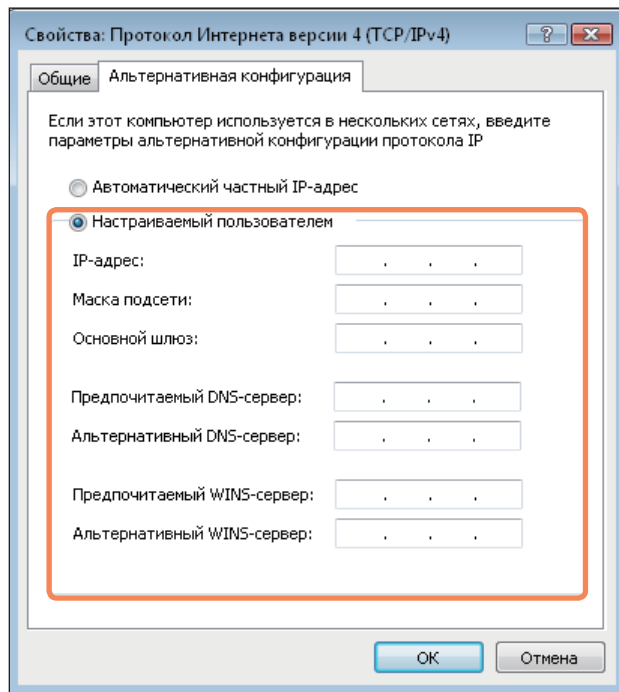 Свойства: Протокол Интернета версии 4 (TCP/IPv4)
Общие
Альтернативная конфигурация
Если этот компьютер используется в нескольких сетях, введите
параметры альтернативной конфигурации протокола IP
Автоматический частный IP-адрес
Настраиваемый пользователем
IP-адрес:
Маска подсети:
Основной шлюз:
Предпочитаемый DNS-сервер:
Альтернативный DNS-сервер:
Предпочитаемый WINS-сервер:
Альтернативный WINS-сервер:
OK
Отмена